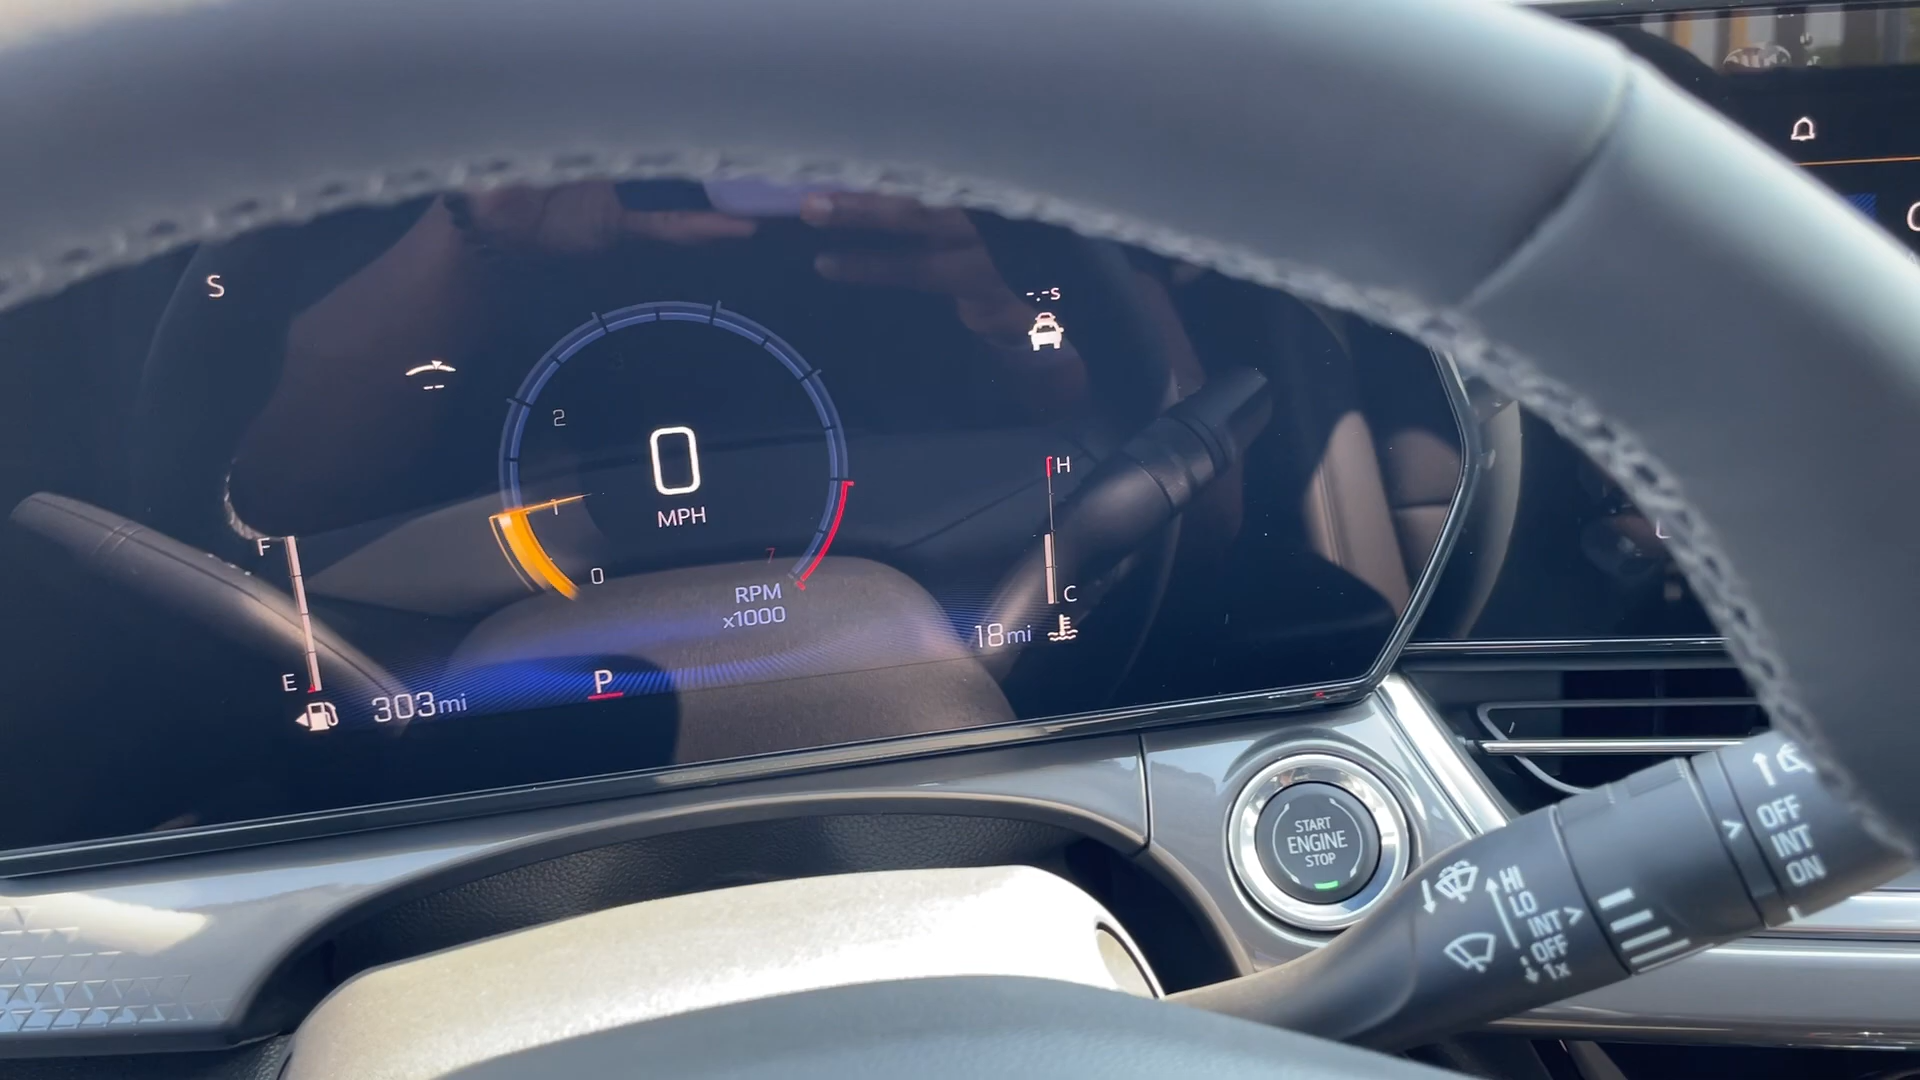 S
-.-s
--
2
0
MPH
1
0
7
RPM
x1000
H
C
F
E
303mi
P
18mi
START
ENGINE
STOP
HI
LO
INT
OFF
1x
OFF
INT
ON